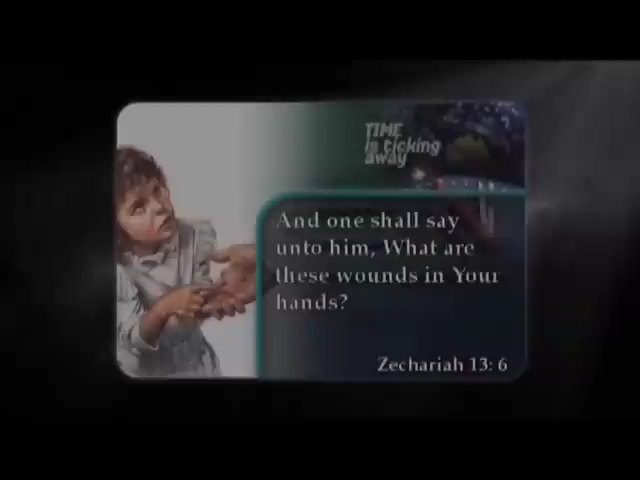 TIME
is ticking
away
And one shall say
unto him, What are
these wounds in Your
hands?
Zechariah 13: 6